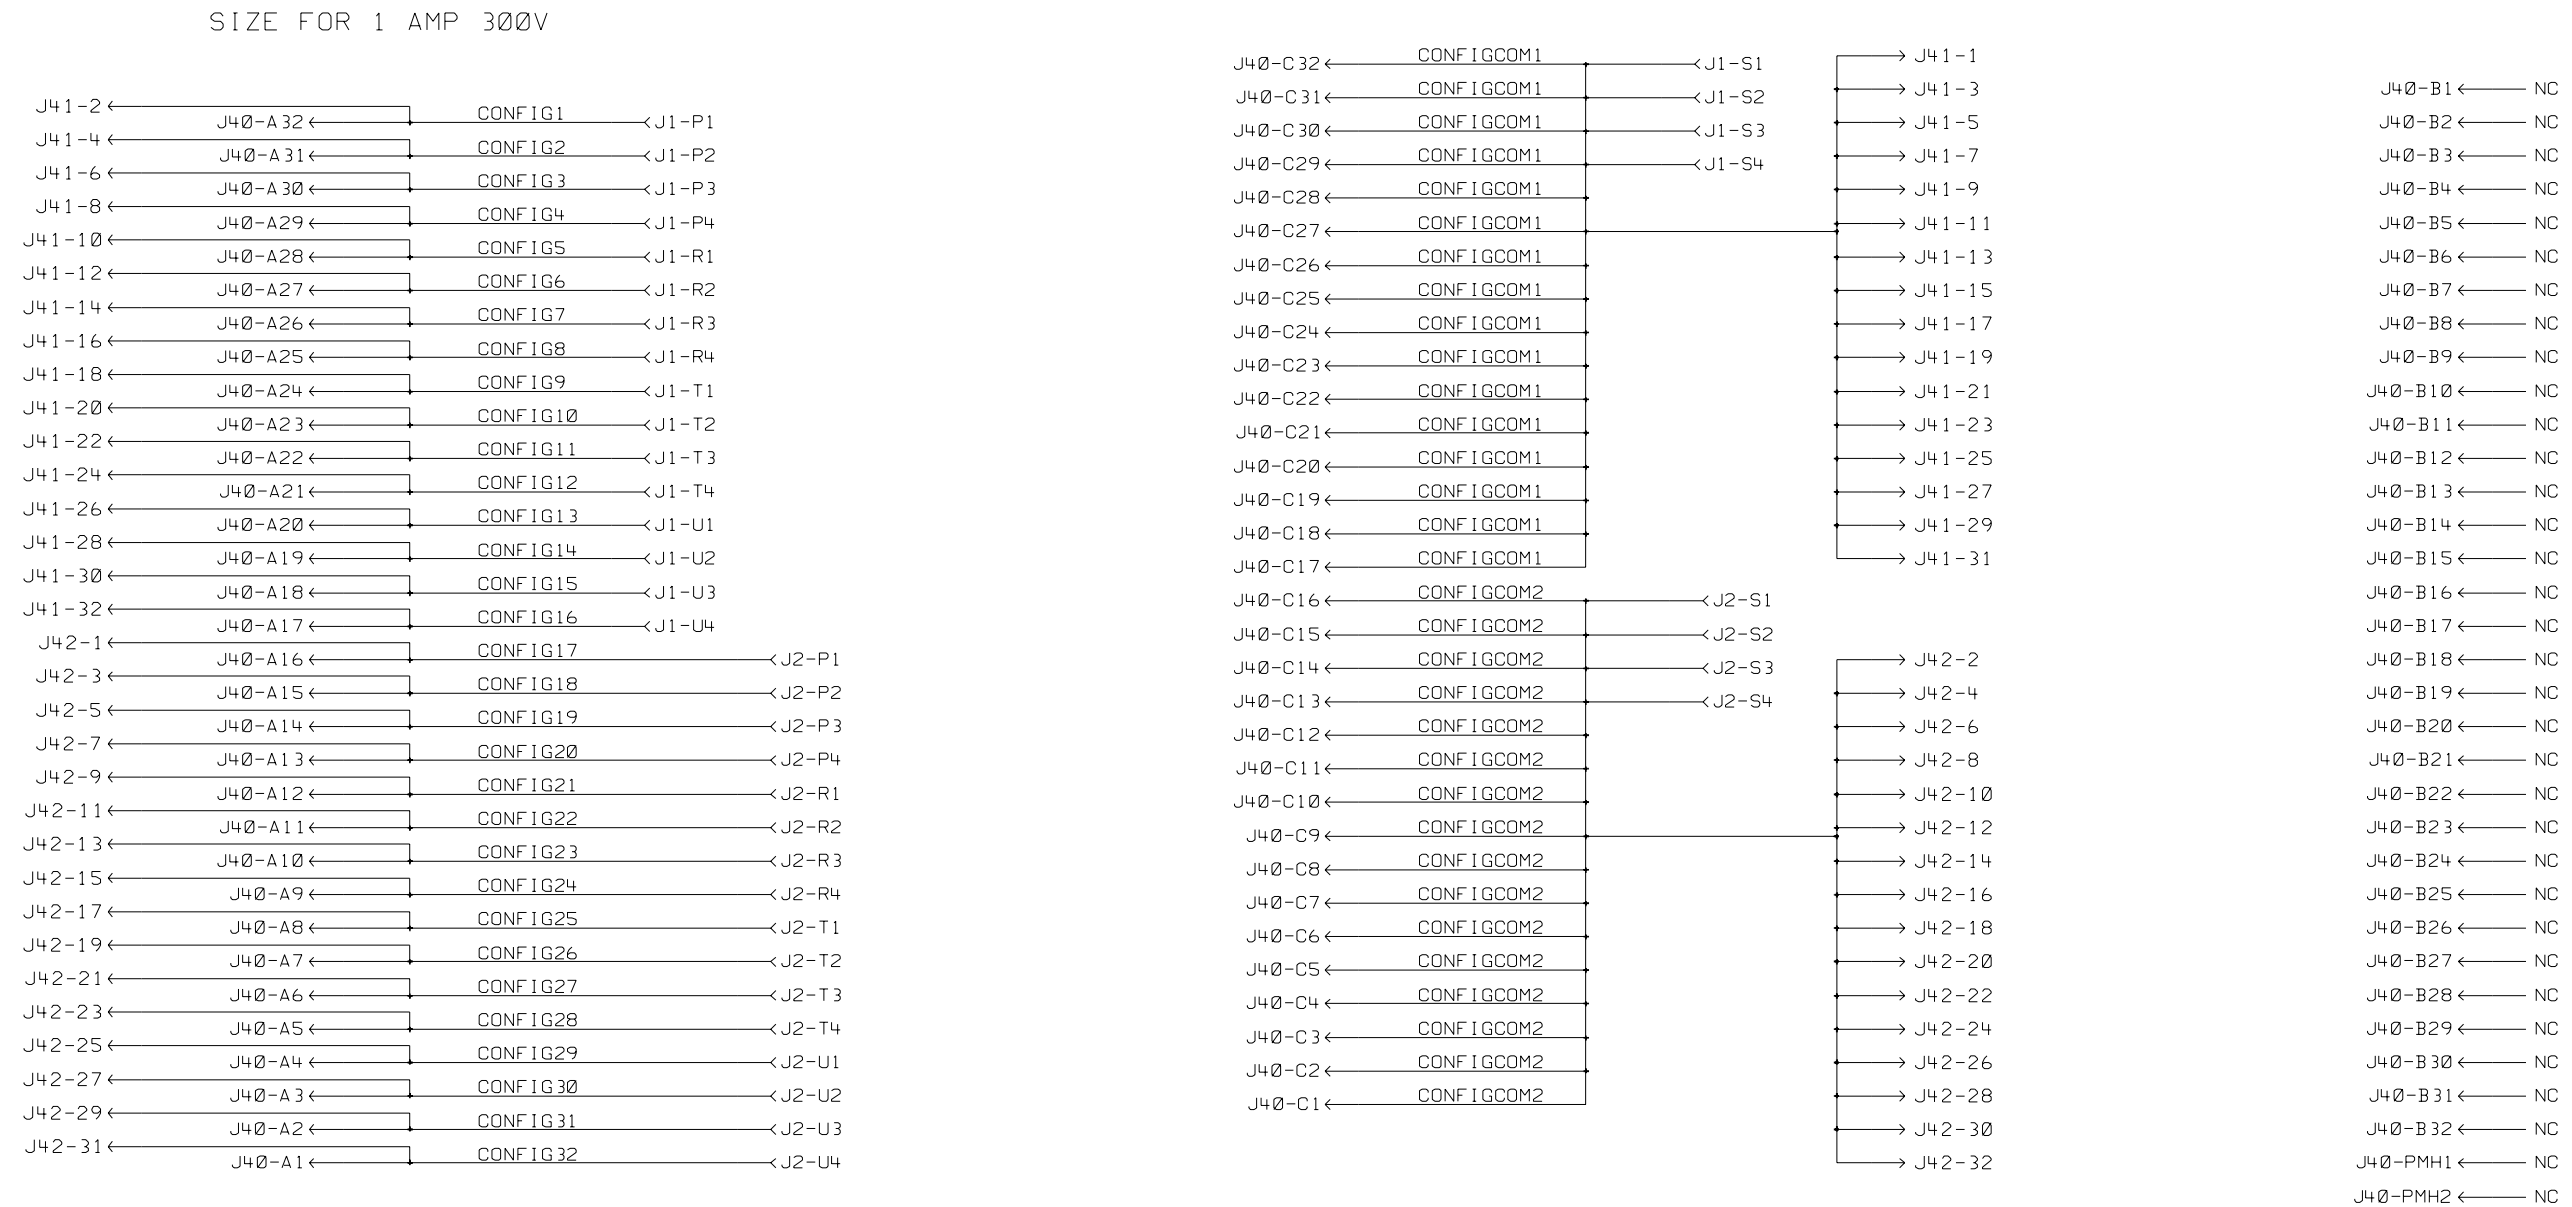 SIZE FOR 1 AMP 300V
J41-2
J40-A32 CONFIG1 J1-P1
J41-4
J40-A31 CONFIG2 J1-P2
J41-6
J40-A30 CONFIG3 J1-P3
J41-8
J40-A29 CONFIG4 J1-P4
J41-10
J40-A28 CONFIG5 J1-R1
J41-12
J40-A27 CONFIG6 J1-R2
J41-14
J40-A26 CONFIG7 J1-R3
J41-16
J40-A25 CONFIG8 J1-R4
J41-18
J40-A24 CONFIG9 J1-T1
J41-20
J40-A23 CONFIG10 J1-T2
J41-22
J40-A22 CONFIG11 J1-T3
J41-24
J40-A21 CONFIG12 J1-T4
J41-26
J40-A20 CONFIG13 J1-U1
J41-28
J40-A19 CONFIG14 J1-U2
J41-30
J40-A18 CONFIG15 J1-U3
J41-32
J40-A17 CONFIG16 J1-U4
J42-1
J40-A16 CONFIG17 J2-P1
J42-3
J40-A15 CONFIG18 J2-P2
J42-5
J40-A14 CONFIG19 J2-P3
J42-7
J40-A13 CONFIG20 J2-P4
J42-9
J40-A12 CONFIG21 J2-R1
J42-11
J40-A11 CONFIG22 J2-R2
J42-13
J40-A10 CONFIG23 J2-R3
J42-15
J40-A9 CONFIG24 J2-R4
J42-17
J40-A8 CONFIG25 J2-T1
J42-19
J40-A7 CONFIG26 J2-T2
J42-21
J40-A6 CONFIG27 J2-T3
J42-23
J40-A5 CONFIG28 J2-T4
J42-25
J40-A4 CONFIG29 J2-U1
J42-27
J40-A3 CONFIG30 J2-U2
J42-29
J40-A2 CONFIG31 J2-U3
J42-31
J40-A1 CONFIG32 J2-U4
J40-C32 CONFIGCOM1 J1-S1
J40-C31 CONFIGCOM1 J1-S2
J40-C30 CONFIGCOM1 J1-S3
J40-C29 CONFIGCOM1 J1-S4
J40-C28 CONFIGCOM1
J40-C27 CONFIGCOM1
J40-C26 CONFIGCOM1
J40-C25 CONFIGCOM1
J40-C24 CONFIGCOM1
J40-C23 CONFIGCOM1
J40-C22 CONFIGCOM1
J40-C21 CONFIGCOM1
J40-C20 CONFIGCOM1
J40-C19 CONFIGCOM1
J40-C18 CONFIGCOM1
J40-C17 CONFIGCOM1
J40-C16 CONFIGCOM2 J2-S1
J40-C15 CONFIGCOM2 J2-S2
J40-C14 CONFIGCOM2 J2-S3
J40-C13 CONFIGCOM2 J2-S4
J40-C12 CONFIGCOM2
J40-C11 CONFIGCOM2
J40-C10 CONFIGCOM2
J40-C9 CONFIGCOM2
J40-C8 CONFIGCOM2
J40-C7 CONFIGCOM2
J40-C6 CONFIGCOM2
J40-C5 CONFIGCOM2
J40-C4 CONFIGCOM2
J40-C3 CONFIGCOM2
J40-C2 CONFIGCOM2
J40-C1 CONFIGCOM2
J41-1
J41-3
J41-5
J41-7
J41-9
J41-11
J41-13
J41-15
J41-17
J41-19
J41-21
J41-23
J41-25
J41-27
J41-29
J41-31
J42-2
J42-4
J42-6
J42-8
J42-10
J42-12
J42-14
J42-16
J42-18
J42-20
J42-22
J42-24
J42-26
J42-28
J42-30
J42-32
J40-B1 NC
J40-B2 NC
J40-B3 NC
J40-B4 NC
J40-B5 NC
J40-B6 NC
J40-B7 NC
J40-B8 NC
J40-B9 NC
J40-B10 NC
J40-B11 NC
J40-B12 NC
J40-B13 NC
J40-B14 NC
J40-B15 NC
J40-B16 NC
J40-B17 NC
J40-B18 NC
J40-B19 NC
J40-B20 NC
J40-B21 NC
J40-B22 NC
J40-B23 NC
J40-B24 NC
J40-B25 NC
J40-B26 NC
J40-B27 NC
J40-B28 NC
J40-B29 NC
J40-B30 NC
J40-B31 NC
J40-B32 NC
J40-PMH1 NC
J40-PMH2 NC